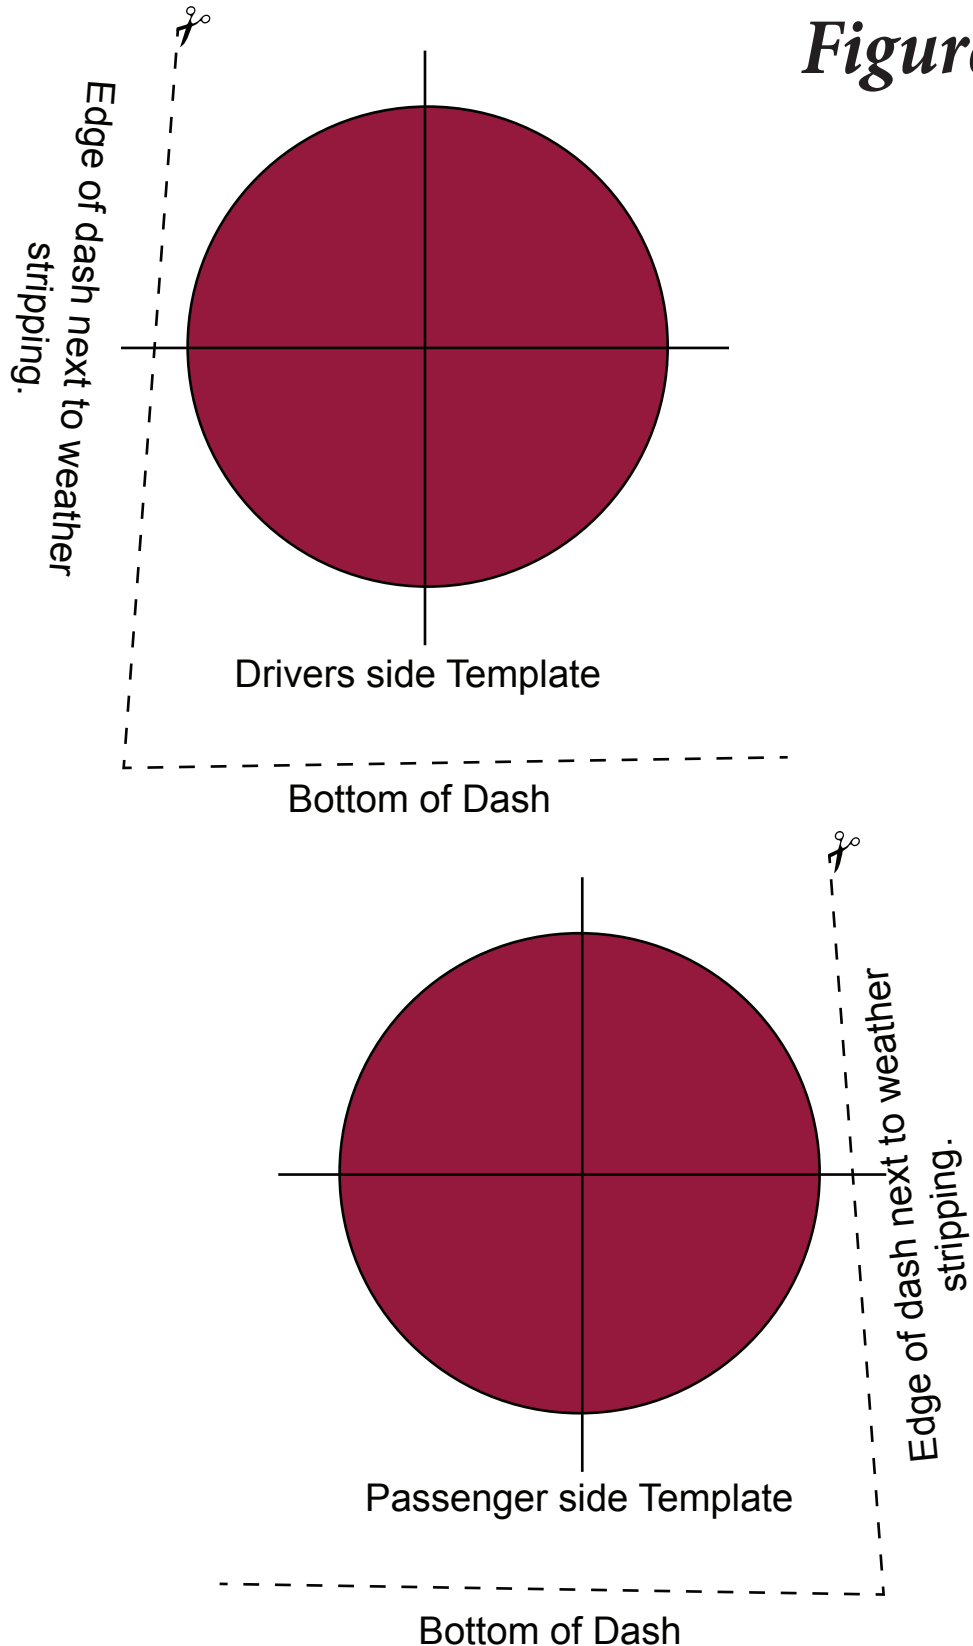 Figure
Edge of dash next to weather
stripping.
Drivers side Template
Bottom of Dash
Edge of dash next to weather
stripping.
Passenger side Template
Bottom of Dash